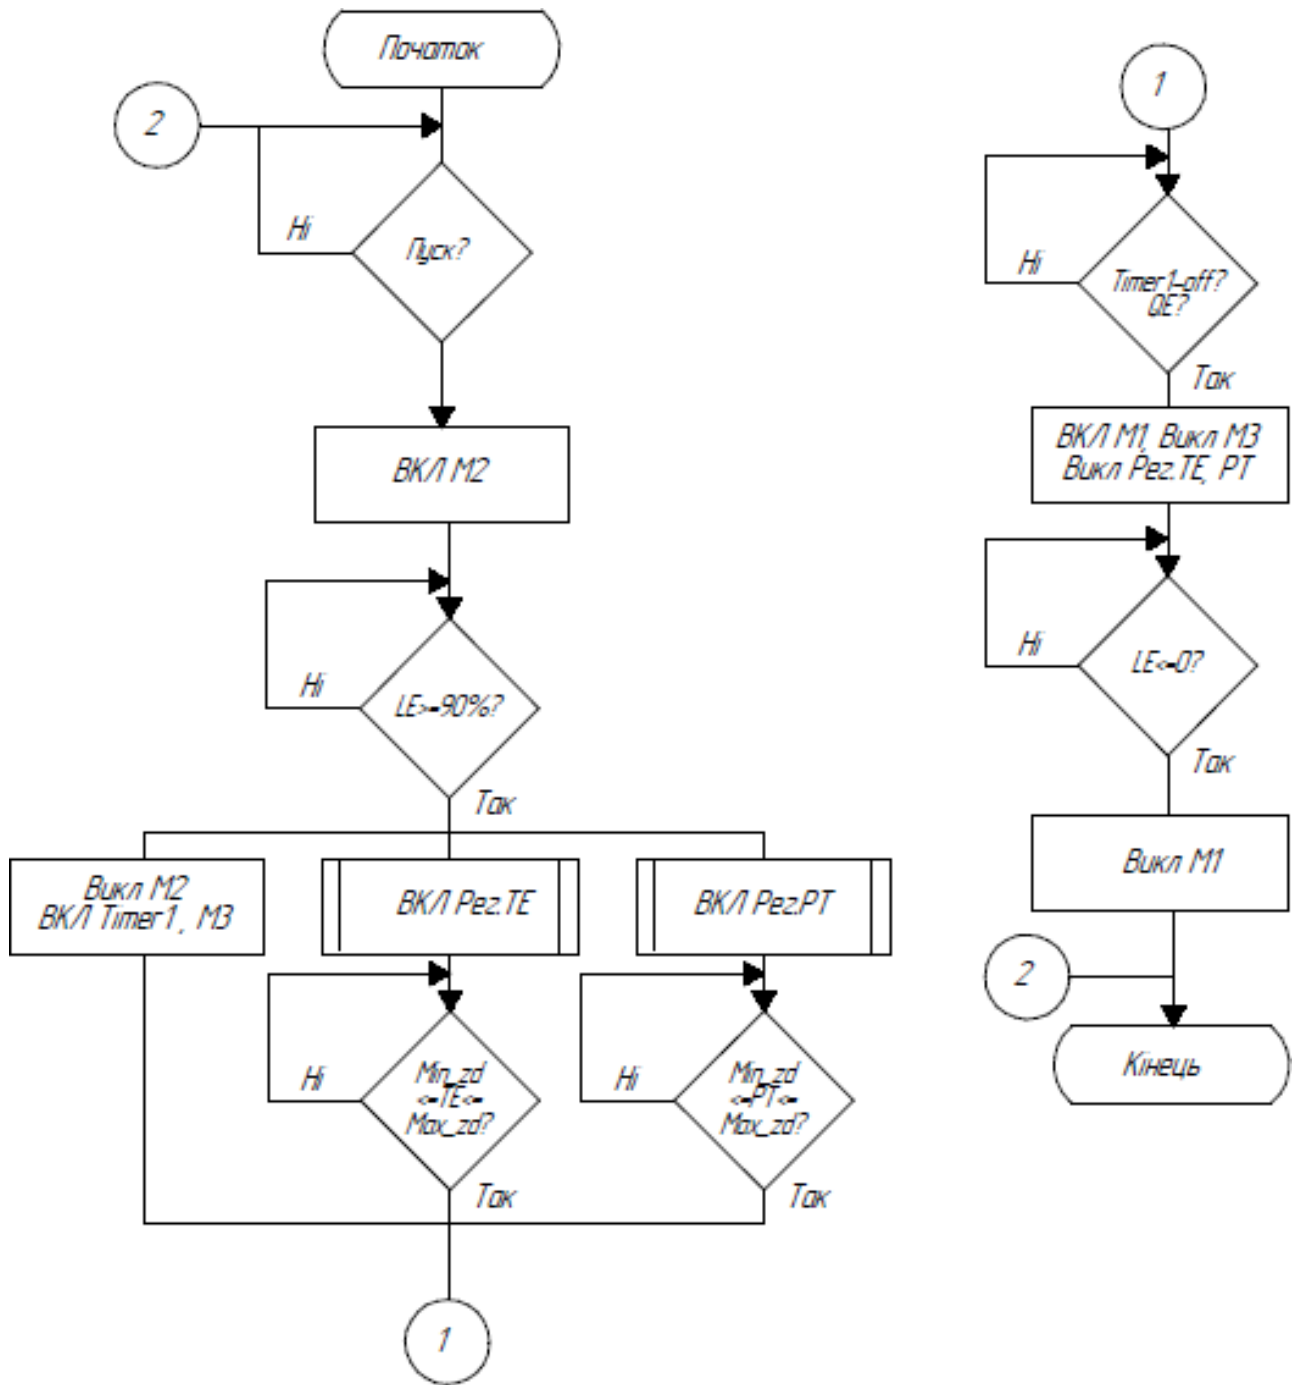 Початок
2
Ні
Пуск?
ВКЛ М2
Ні
LE>=90%?
Так
Викл М2
ВКЛ Timer1, М3
ВКЛ Рег.ТЕ
ВКЛ Рег.РТ
Ні
Min_zd
<=TE<=
Max_zd?
Так
Ні
Min_zd
<=PT<=
Max_zd?
Так
1
1
Ні
Timer1-off?
QE?
Так
ВКЛ М1, Викл М3
Викл Рег.ТЕ, РТ
Ні
LE<=0?
Так
Викл М1
2
Кінець